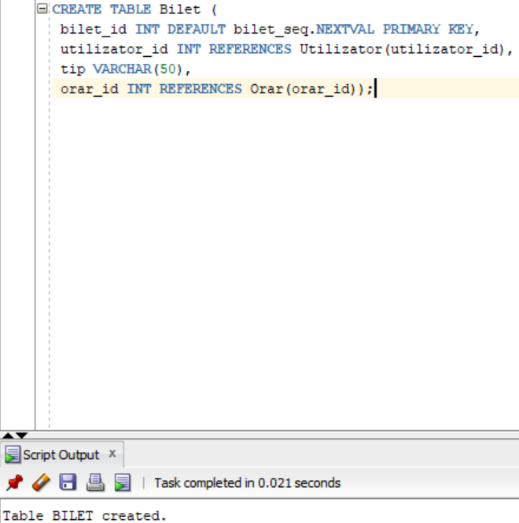 CREATE TABLE Bilet (
bilet_id INT DEFAULT bilet_seq.NEXTVAL PRIMARY KEY,
utilizator_id INT REFERENCES Utilizator(utilizator_id),
tip VARCHAR(50),
orar_id INT REFERENCES Orar(orar_id));
Script Output x
Task completed in 0.021 seconds
Table BILET created.